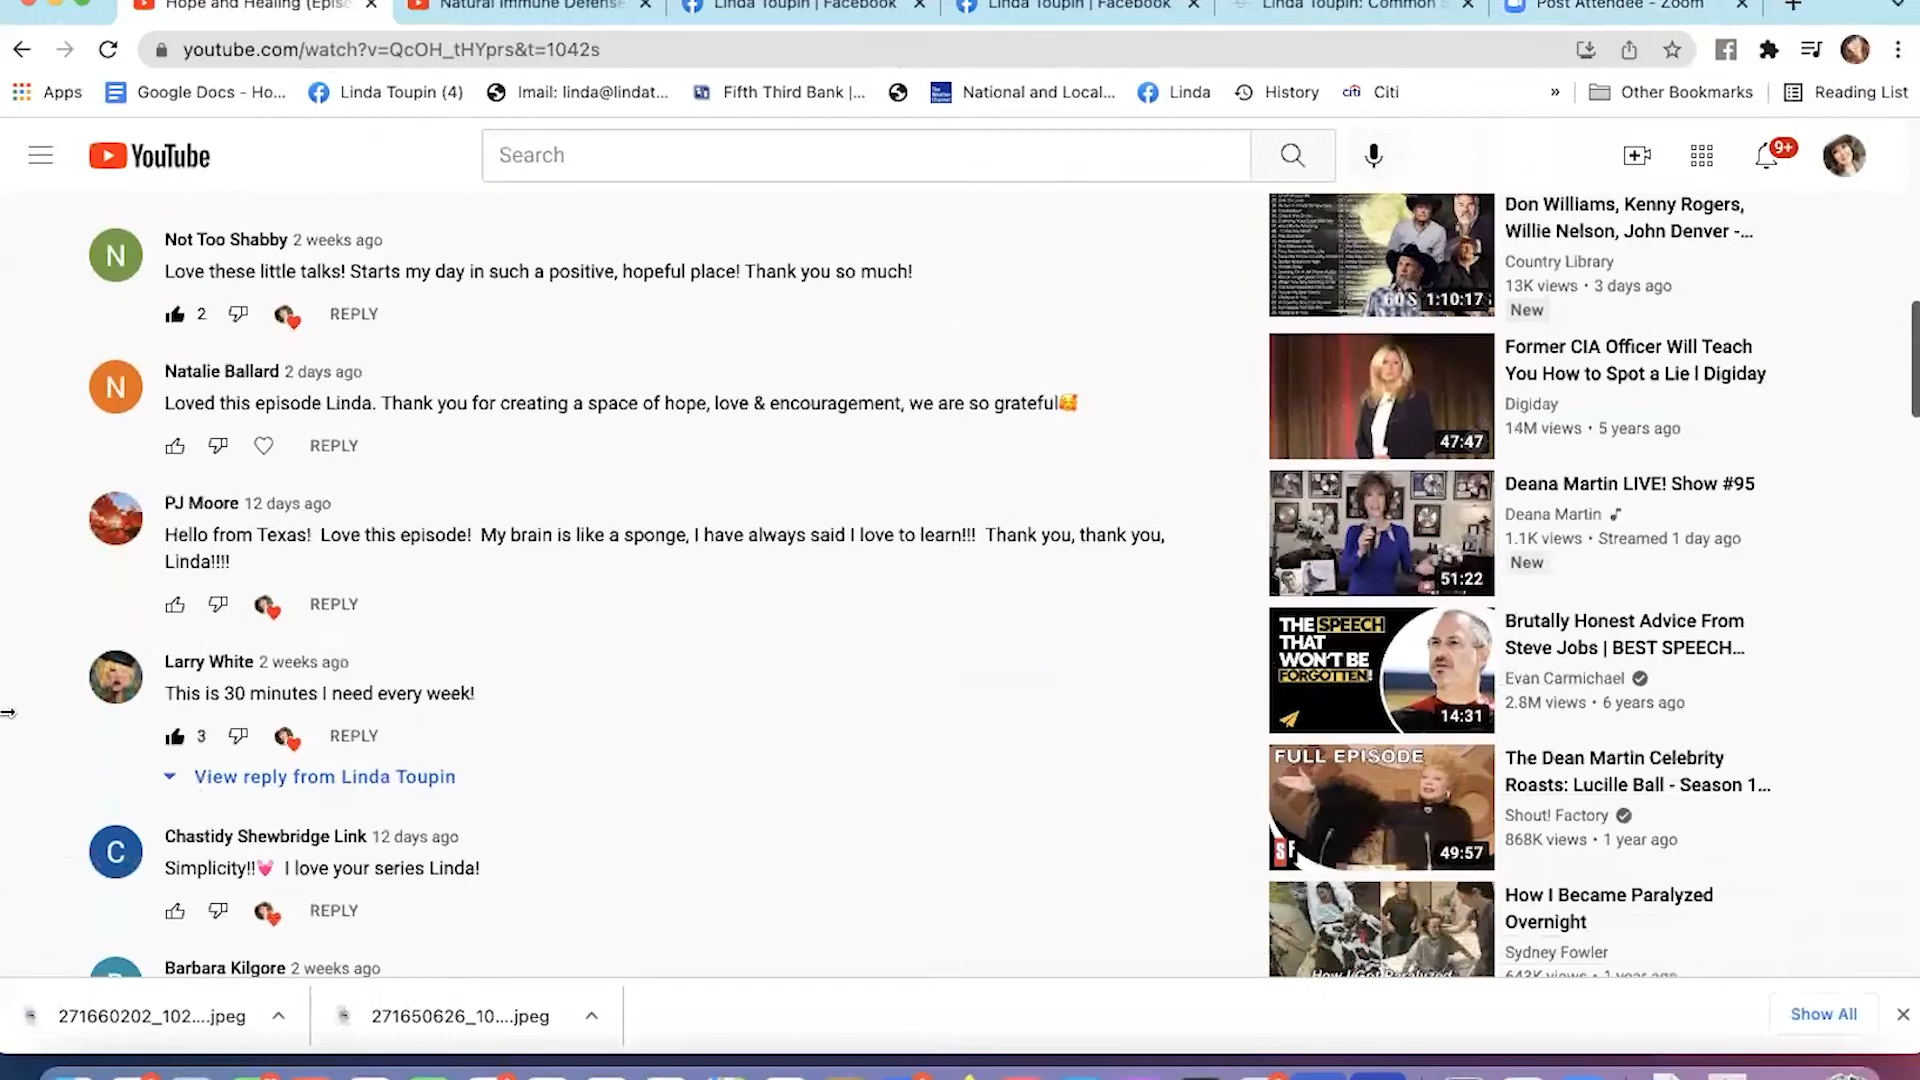 Hope and Healing (Epis
Natural Immune Defense
Linda Toupin | Facebook
Linda Toupin | Facebook
Linda Toupin: Common
Post Attendee - Zoom
youtube.com/watch?v=QcOH_tHYprs&t=1042s
Apps
Google Docs - Ho...
Linda Toupin (4)
Imail: linda@lindat...
Fifth Third Bank |...
National and Local...
Linda
History
citi
Citi
»
Other Bookmarks
Reading List
YouTube
Search
9+
N
Not Too Shabby 2 weeks ago
Love these little talks! Starts my day in such a positive, hopeful place! Thank you so much!
2
REPLY
N
Natalie Ballard 2 days ago
Loved this episode Linda. Thank you for creating a space of hope, love & encouragement, we are so grateful🥰
REPLY
PJ Moore 12 days ago
Hello from Texas! Love this episode! My brain is like a sponge, I have always said I love to learn!!! Thank you, thank you,
Linda!!!!
REPLY
Larry White 2 weeks ago
This is 30 minutes I need every week!
3
REPLY
View reply from Linda Toupin
C
Chastidy Shewbridge Link 12 days ago
Simplicity!!💓 I love your series Linda!
REPLY
Barbara Kilgore 2 weeks ago
60'S
1:10:17
Don Williams, Kenny Rogers,
Willie Nelson, John Denver -...
Country Library
13K views • 3 days ago
New
47:47
Former CIA Officer Will Teach
You How to Spot a Lie l Digiday
Digiday
14M views • 5 years ago
51:22
Deana Martin LIVE! Show #95
Deana Martin
1.1K views • Streamed 1 day ago
New
THE SPEECH
THAT
WON'T BE
FORGOTTEN!
14:31
Brutally Honest Advice From
Steve Jobs | BEST SPEECH...
Evan Carmichael
2.8M views • 6 years ago
FULL EPISODE
SF
49:57
The Dean Martin Celebrity
Roasts: Lucille Ball - Season 1...
Shout! Factory
868K views • 1 year ago
How I Got Paralyzed
How I Became Paralyzed
Overnight
Sydney Fowler
643K views • 1 year ago
271660202_102....jpeg
271650626_10....jpeg
Show All